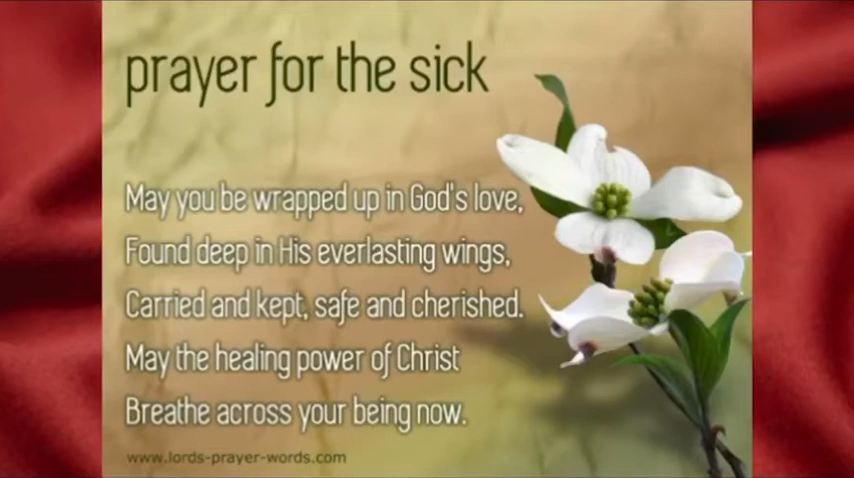 prayer for the sick
May you be wrapped up in God's love,
Found deep in His everlasting wings,
Carried and kept, safe and cherished.
May the healing power of Christ
Breathe across your being now.
www.lords-prayer-words.com